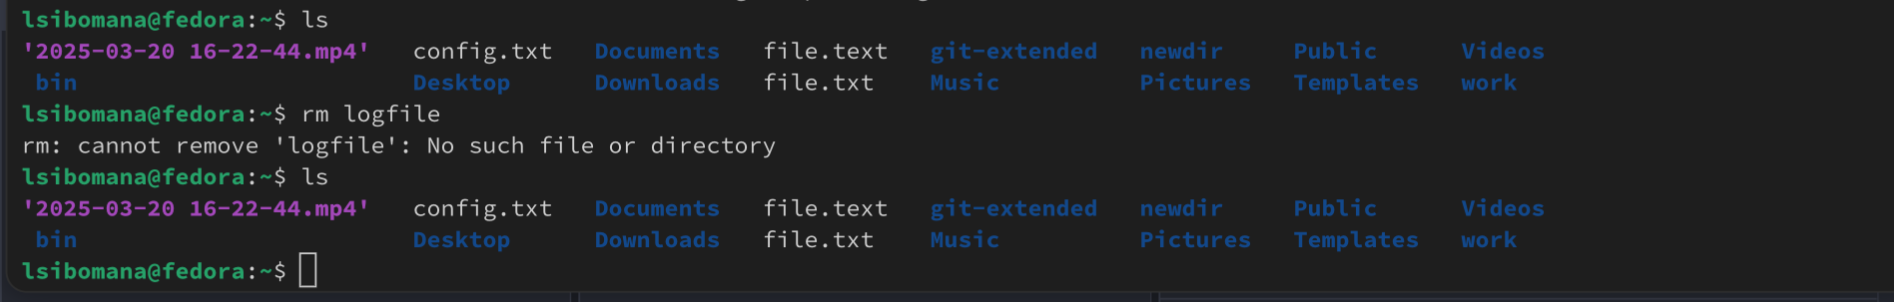 lsibomana@fedora:~$ ls
'2025-03-20 16-22-44.mp4'   config.txt   Documents   file.text   git-extended   newdir     Public      Videos
 bin                        Desktop      Downloads   file.txt    Music          Pictures   Templates   work
lsibomana@fedora:~$ rm logfile
rm: cannot remove 'logfile': No such file or directory
lsibomana@fedora:~$ ls
'2025-03-20 16-22-44.mp4'   config.txt   Documents   file.text   git-extended   newdir     Public      Videos
 bin                        Desktop      Downloads   file.txt    Music          Pictures   Templates   work
lsibomana@fedora:~$